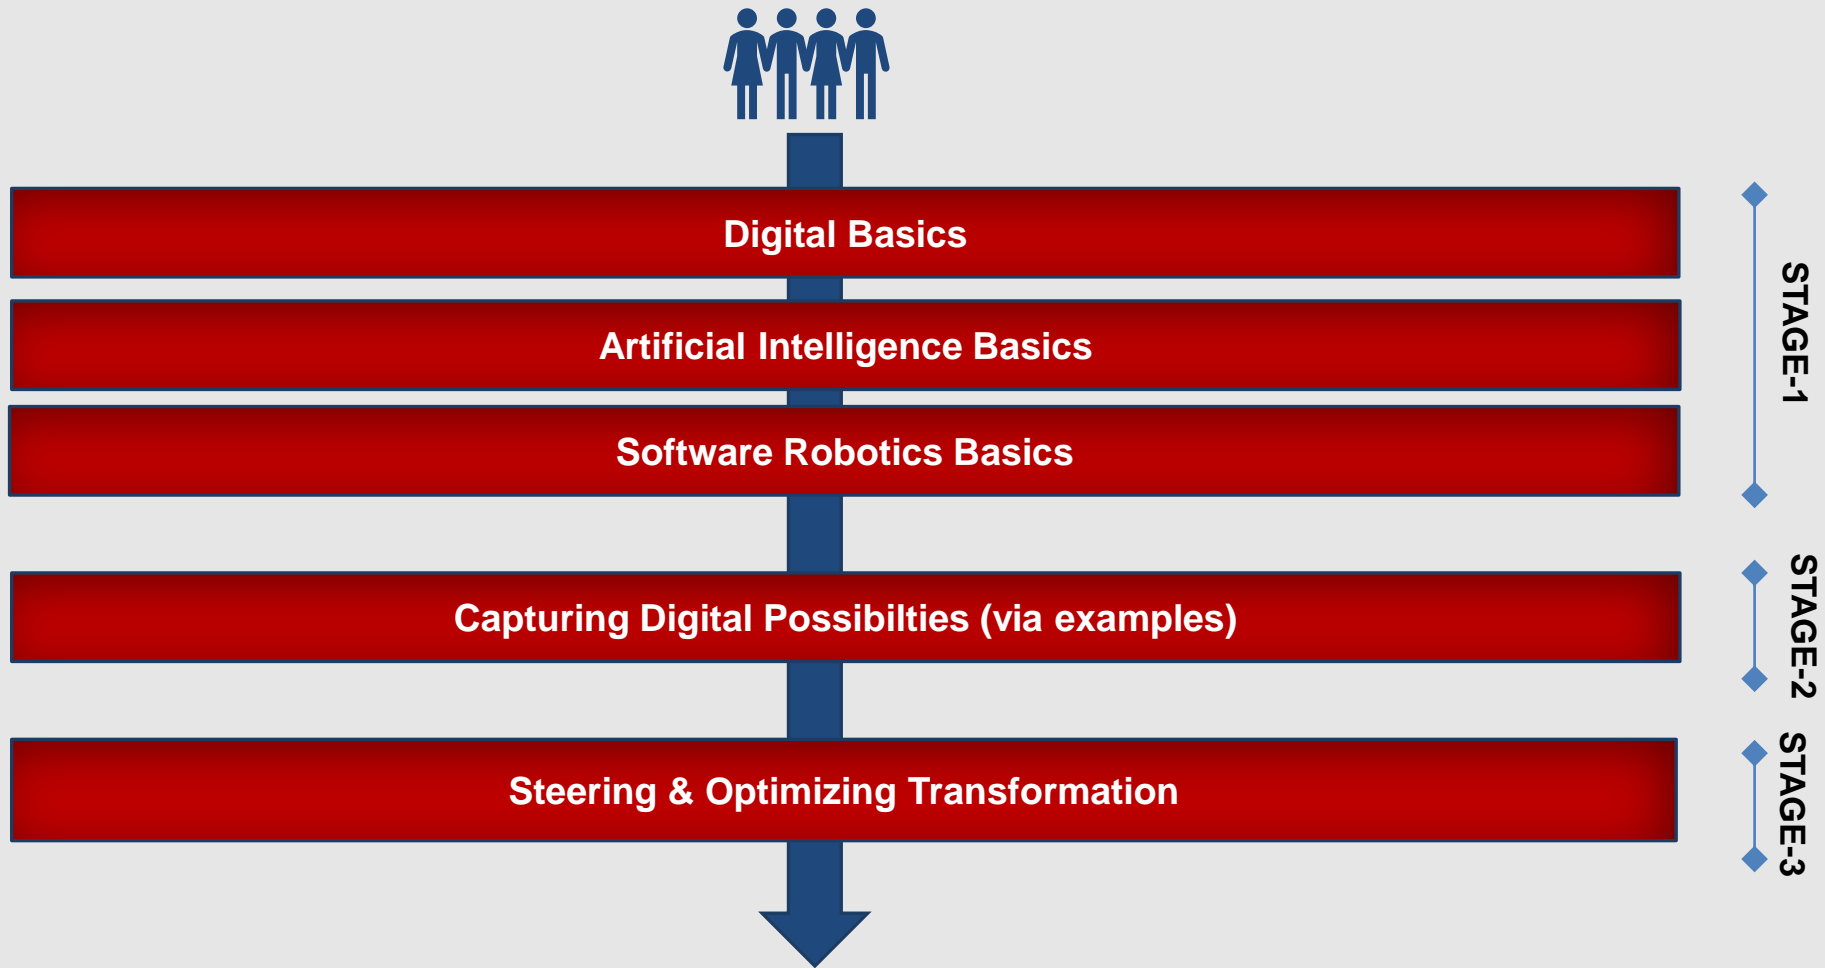 Digital Basics
Artificial Intelligence Basics
Software Robotics Basics
STAGE-1
Capturing Digital Possibilties (via examples)
STAGE-2
Steering & Optimizing Transformation
STAGE-3